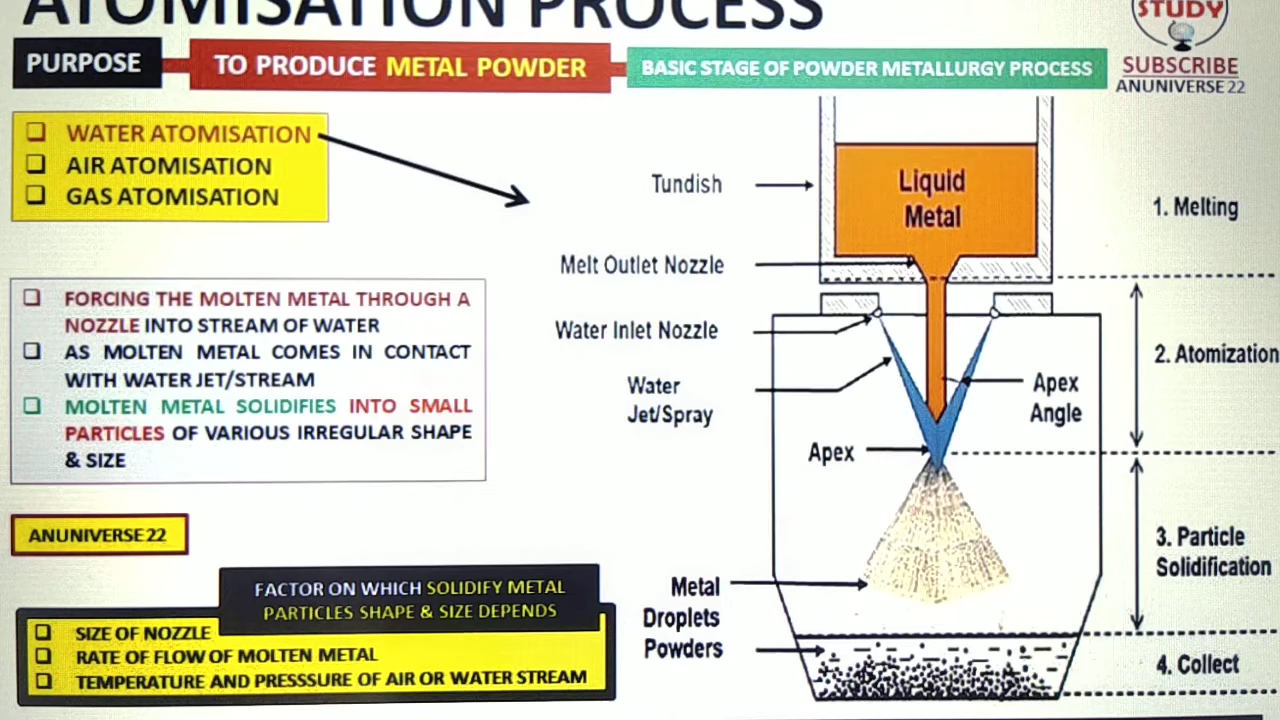 ATOMISATION PROCESS
STUDY
SUBSCRIBE
ANUNIVERSE 22
PURPOSE
TO PRODUCE METAL POWDER
BASIC STAGE OF POWDER METALLURGY PROCESS
WATER ATOMISATION
AIR ATOMISATION
GAS ATOMISATION
FORCING THE MOLTEN METAL THROUGH A
NOZZLE INTO STREAM OF WATER
AS MOLTEN METAL COMES IN CONTACT
WITH WATER JET/STREAM
MOLTEN METAL SOLIDIFIES INTO SMALL
PARTICLES OF VARIOUS IRREGULAR SHAPE
& SIZE
ANUNIVERSE 22
FACTOR ON WHICH SOLIDIFY METAL
PARTICLES SHAPE & SIZE DEPENDS
SIZE OF NOZZLE
RATE OF FLOW OF MOLTEN METAL
TEMPERATURE AND PRESSSURE OF AIR OR WATER STREAM
Tundish
Liquid
Metal
Melt Outlet Nozzle
Water Inlet Nozzle
Water
Jet/Spray
Apex
Angle
Apex
Metal
Droplets
Powders
1. Melting
2. Atomization
3. Particle
Solidification
4. Collect